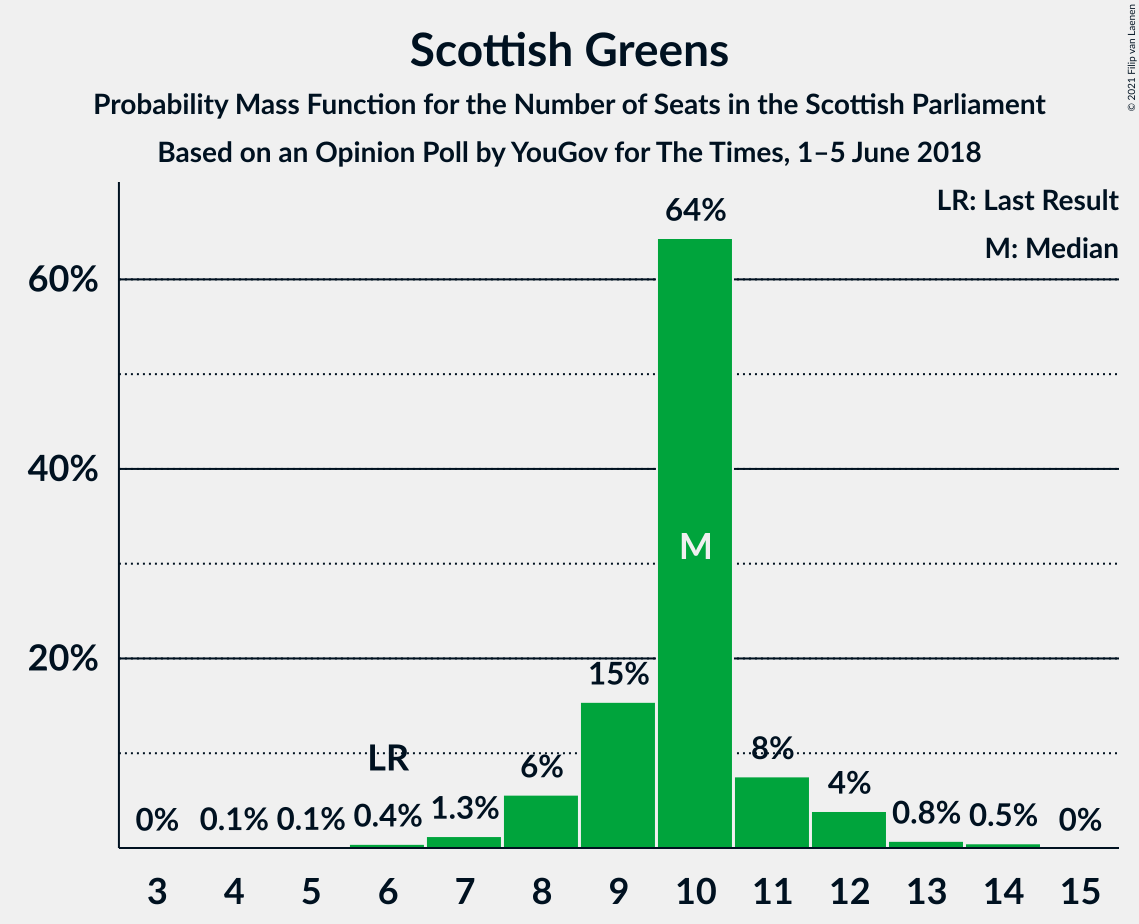 Scottish Greens
Probability Mass Function for the Number of Seats in the Scottish Parliament
Based on an Opinion Poll by YouGov for The Times, 1–5 June 2018
© 2021 Filip van Laenen
LR: Last Result
M: Median
60%
40%
20%
0%
0.1%
0.1%
0.4%
LR
1.3%
6%
15%
64%
M
8%
4%
0.8%
0.5%
0%
3 4 5 6 7 8 9 10 11 12 13 14 15